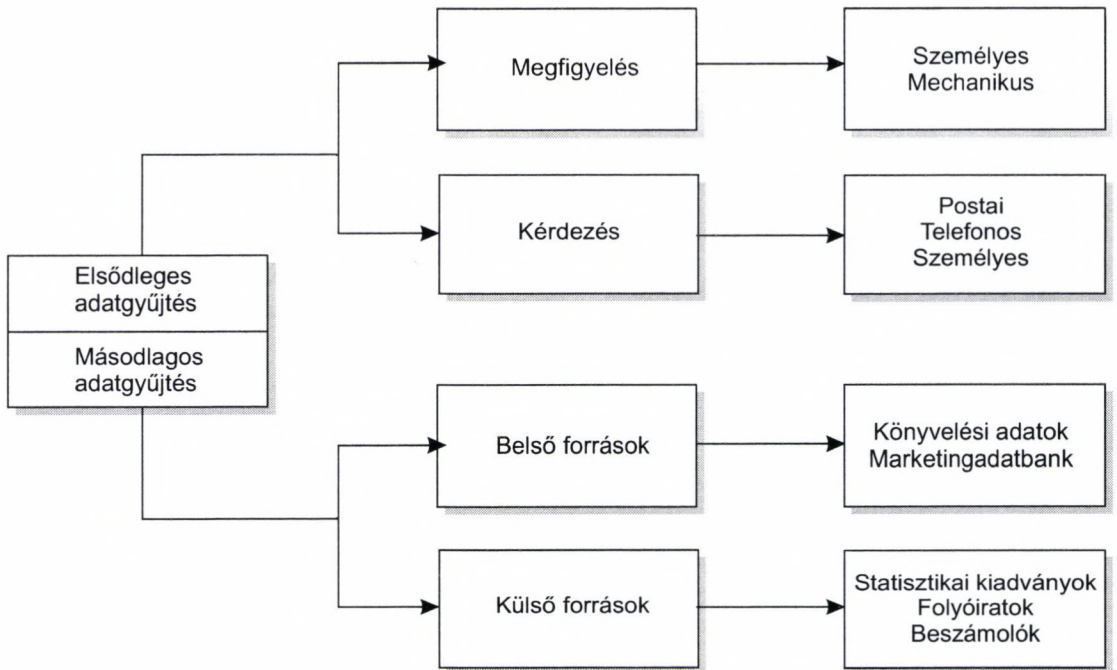 Megfigyelés
Személyes
Mechanikus
Kérdezés
Postai
Telefonos
Személyes
Elsődleges
adatgyűjtés
Másodlagos
adatgyűjtés
Belső források
Könyvelési adatok
Marketingadatbank
Külső források
Statisztikai kiadványok
Folyóiratok
Beszámolók